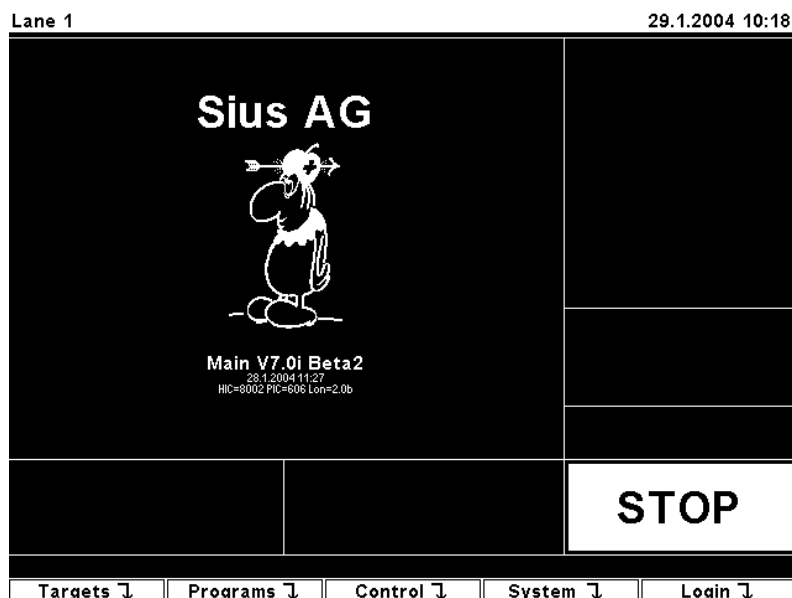 Lane 1
29.1.2004 10:18
Sius AG
Main V7.0i Beta2
28.1.2004 11:27
HIC=8002 PIC=606 Lon=2.0b
STOP
Targets Programs Control System Login